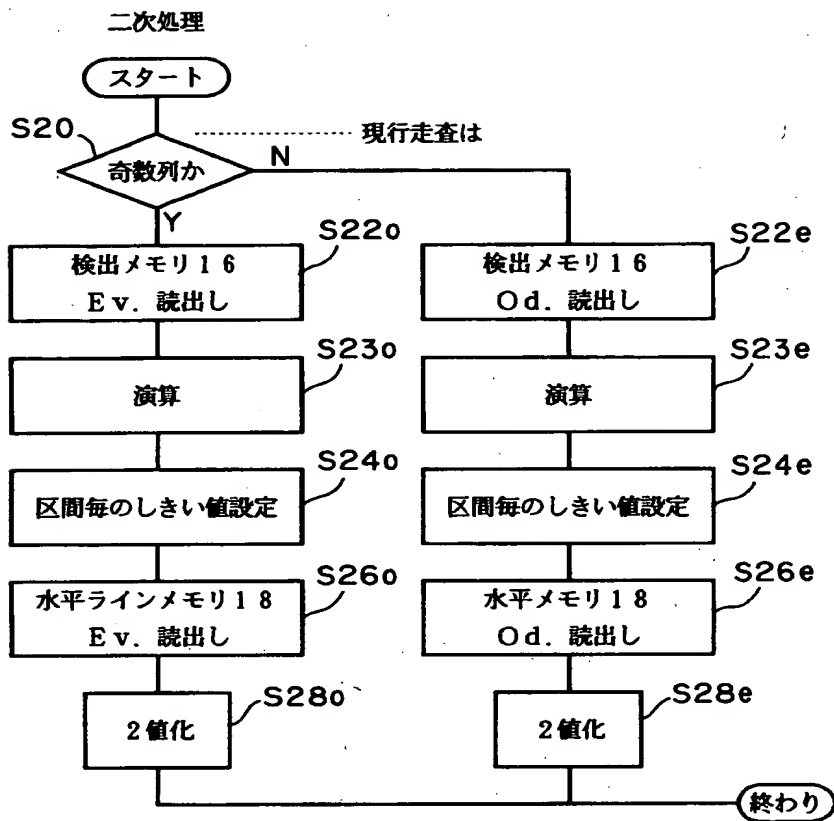 二次処理
スタート
S20
現行走査は
奇数列か
N
Y
S22o
検出メモリ16
Ev. 読出し
S23o
演算
S24o
区間毎のしきい値設定
S26o
水平ラインメモリ18
Ev. 読出し
S28o
2値化
S22e
検出メモリ16
Od. 読出し
S23e
演算
S24e
区間毎のしきい値設定
S26e
水平メモリ18
Od. 読出し
S28e
2値化
終わり